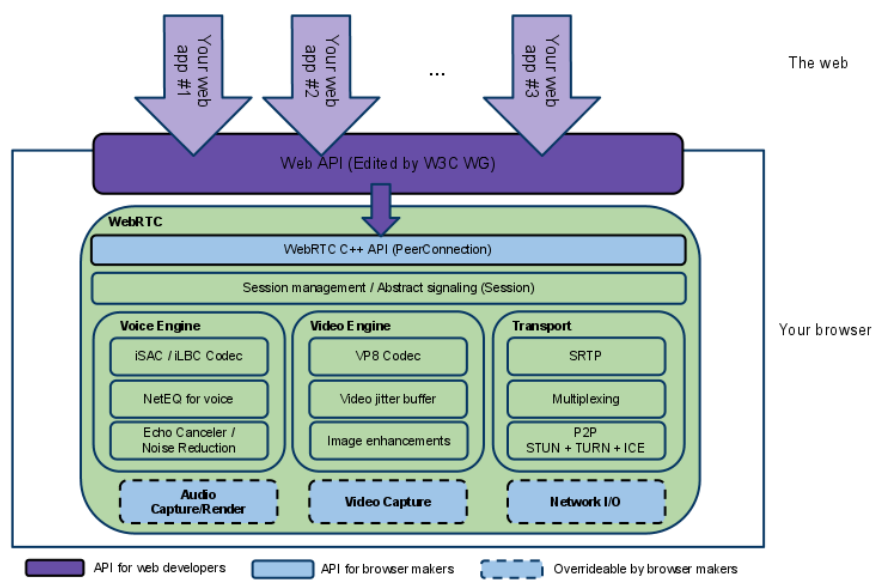 Your web
app #1
Your web
app #2
...
Your web
app #3
The web
Web API (Edited by W3C WG)
WebRTC
WebRTC C++ API (PeerConnection)
Session management / Abstract signaling (Session)
Your browser
Voice Engine
iSAC / iLBC Codec
NetEQ for voice
Echo Canceler /
Noise Reduction
Video Engine
VP8 Codec
Video jitter buffer
Image enhancements
Transport
SRTP
Multiplexing
P2P
STUN + TURN + ICE
Audio
Capture/Render
Video Capture
Network I/O
API for web developers
API for browser makers
Overrideable by browser makers